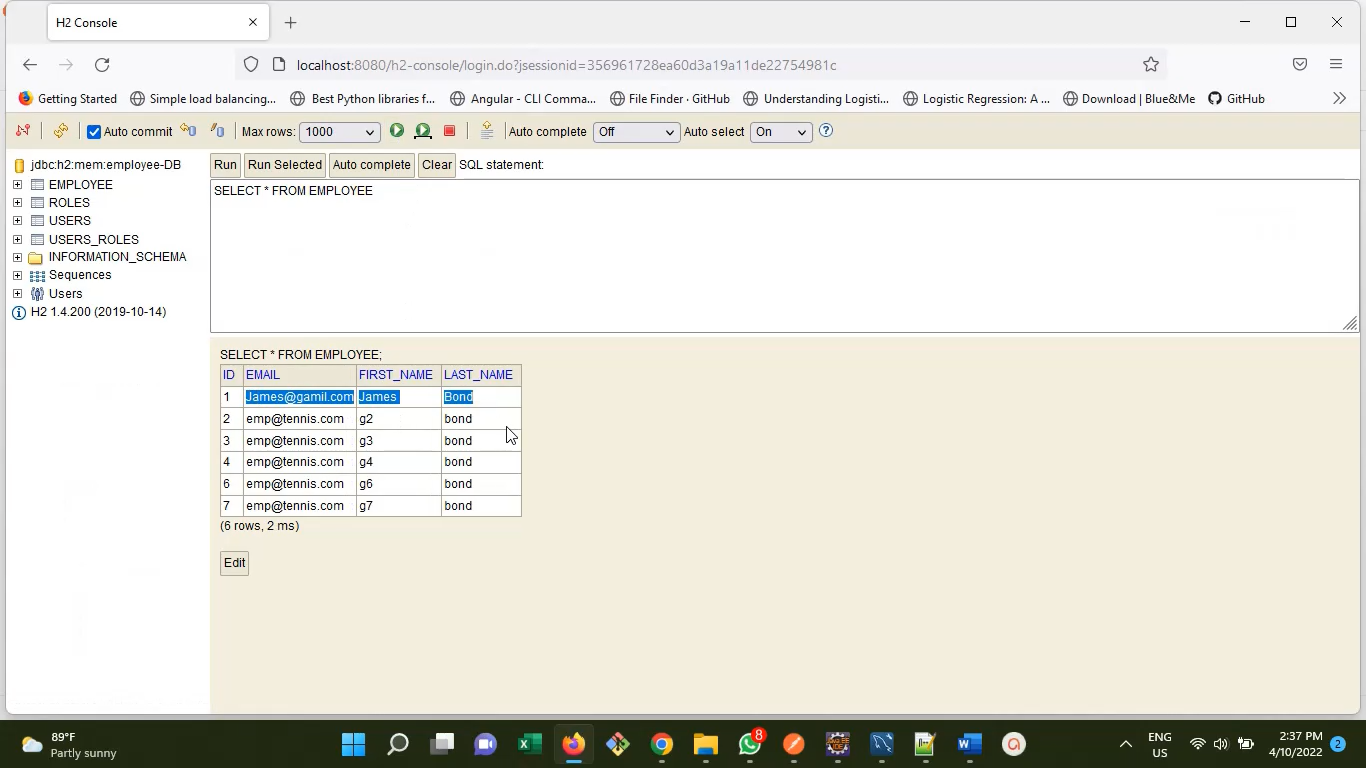 H2 Console
localhost:8080/h2-console/login.do?jsessionid=356961728ea60d3a19a11de22754981c
Getting Started Simple load balancing... Best Python libraries f... Angular - CLI Comma... File Finder · GitHub Understanding Logisti... Logistic Regression: A ... Download | Blue&Me GitHub
Auto commit Max rows: 1000 Auto complete Off Auto select On
jdbc:h2:mem:employee-DB
EMPLOYEE
ROLES
USERS
USERS_ROLES
INFORMATION_SCHEMA
Sequences
Users
H2 1.4.200 (2019-10-14)
Run Run Selected Auto complete Clear SQL statement:
SELECT * FROM EMPLOYEE
SELECT * FROM EMPLOYEE;
ID EMAIL FIRST_NAME LAST_NAME
1 James@gamil.com James Bond
2 emp@tennis.com g2 bond
3 emp@tennis.com g3 bond
4 emp@tennis.com g4 bond
6 emp@tennis.com g6 bond
7 emp@tennis.com g7 bond
(6 rows, 2 ms)
Edit
89°F
Partly sunny
8
ENG
US
2:37 PM
4/10/2022
2